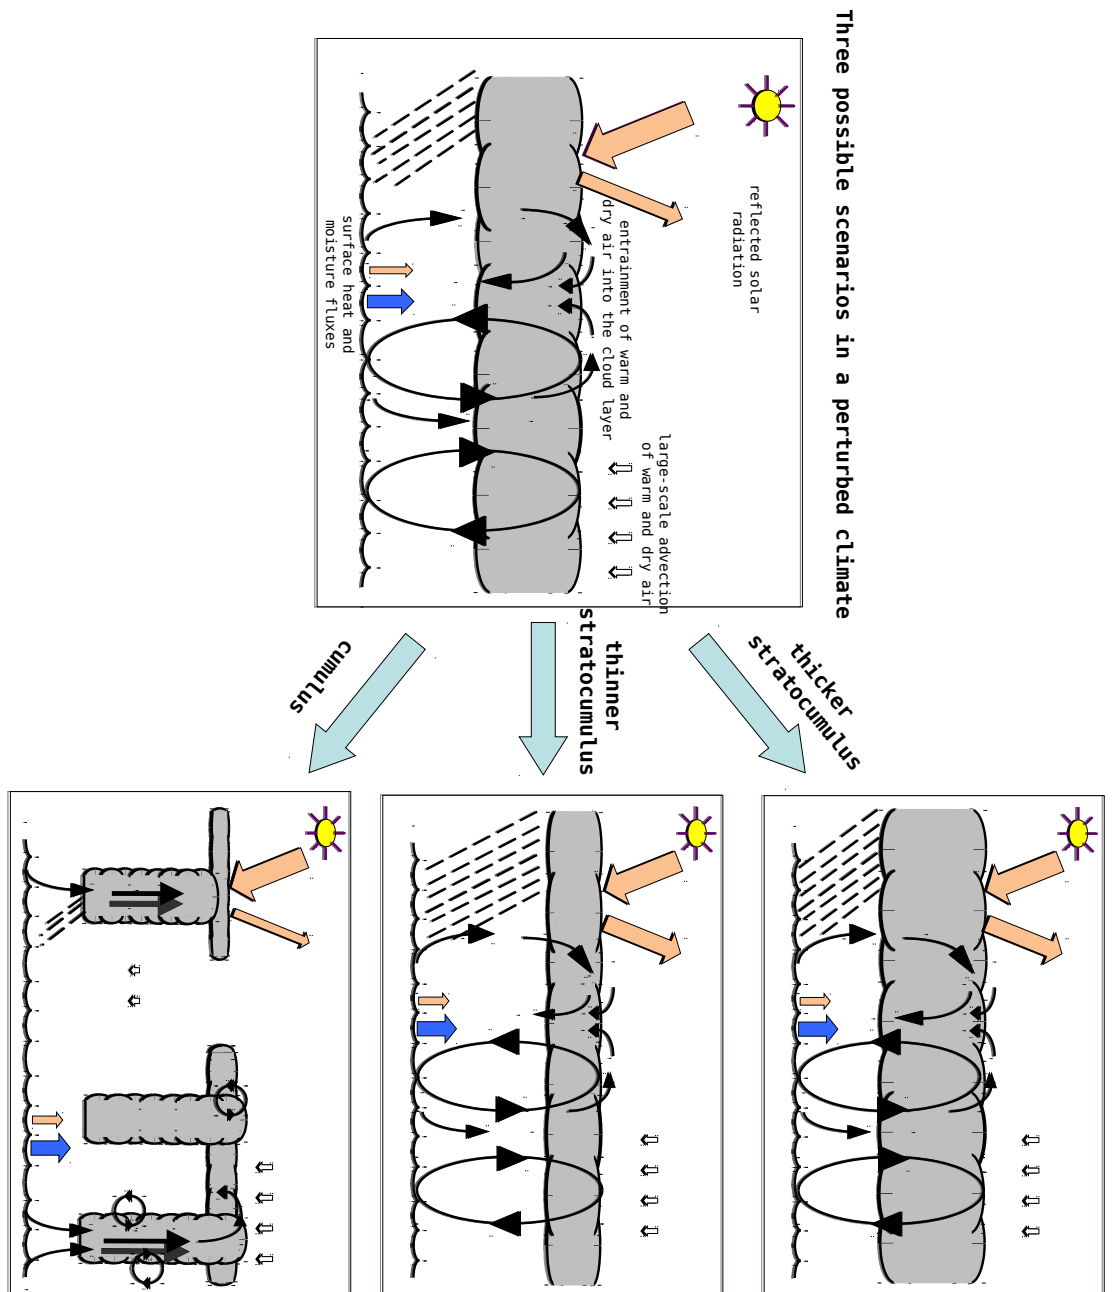 Three possible scenarios in a perturbed climate
reflected solar
radiation
entrainment of warm and
dry air into the cloud layer
large-scale advection
of warm and dry air
surface heat and
moisture fluxes
thicker
stratocumulus
thinner
stratocumulus
cumulus